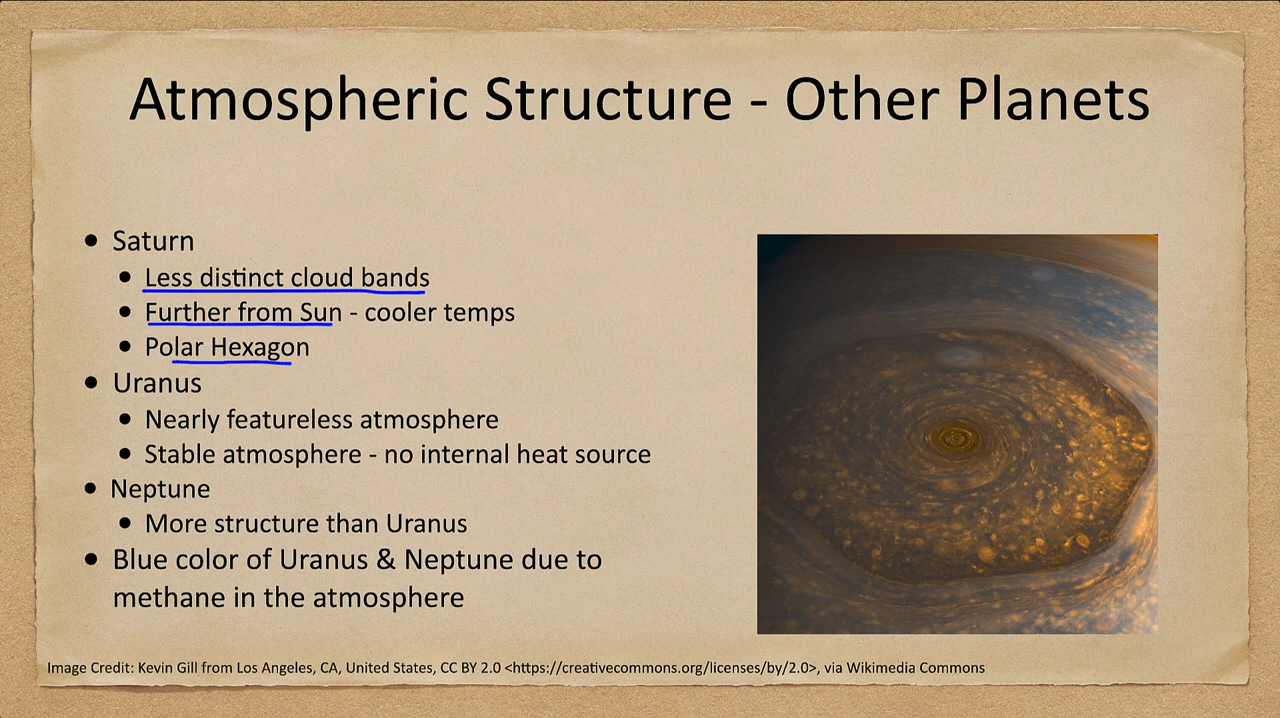 Atmospheric Structure - Other Planets
• Saturn
• Less distinct cloud bands
• Further from Sun - cooler temps
• Polar Hexagon
• Uranus
• Nearly featureless atmosphere
• Stable atmosphere - no internal heat source
• Neptune
• More structure than Uranus
• Blue color of Uranus & Neptune due to
methane in the atmosphere
Image Credit: Kevin Gill from Los Angeles, CA, United States, CC BY 2.0 <https://creativecommons.org/licenses/by/2.0>, via Wikimedia Commons